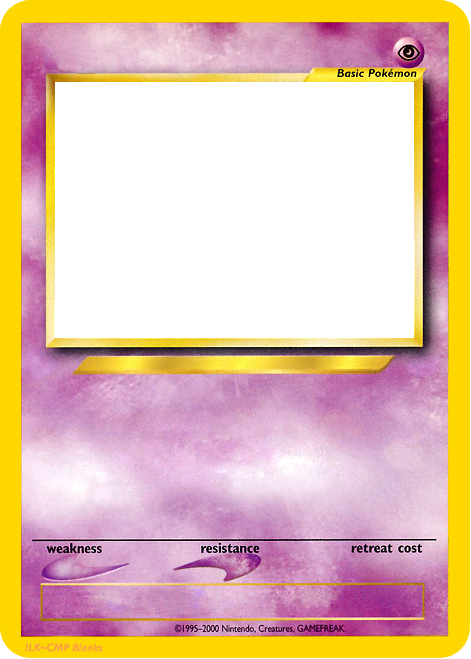 Basic Pokémon
weakness resistance retreat cost
©1995–2000 Nintendo, Creatures, GAMEFREAK.
iLK~CMP Blanks